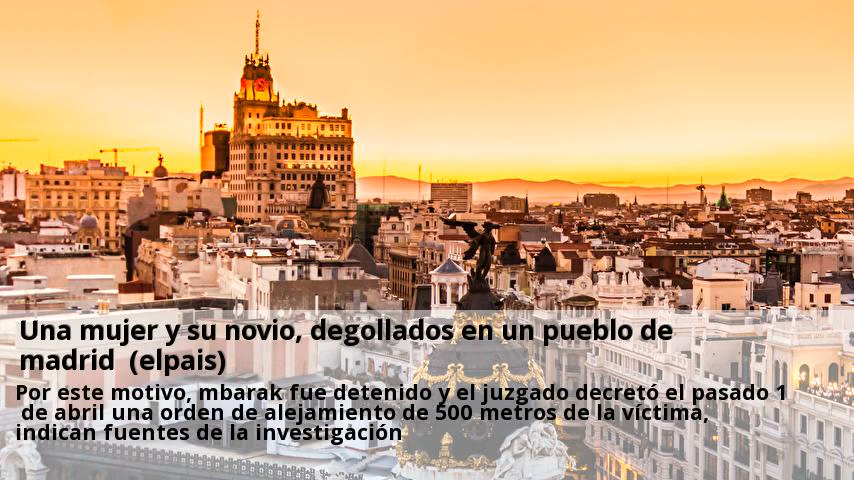 Una mujer y su novio, degollados en un pueblo de
madrid (elpais)
Por este motivo, mbarak fue detenido y el juzgado decretó el pasado 1
de abril una orden de alejamiento de 500 metros de la víctima,
indican fuentes de la investigación